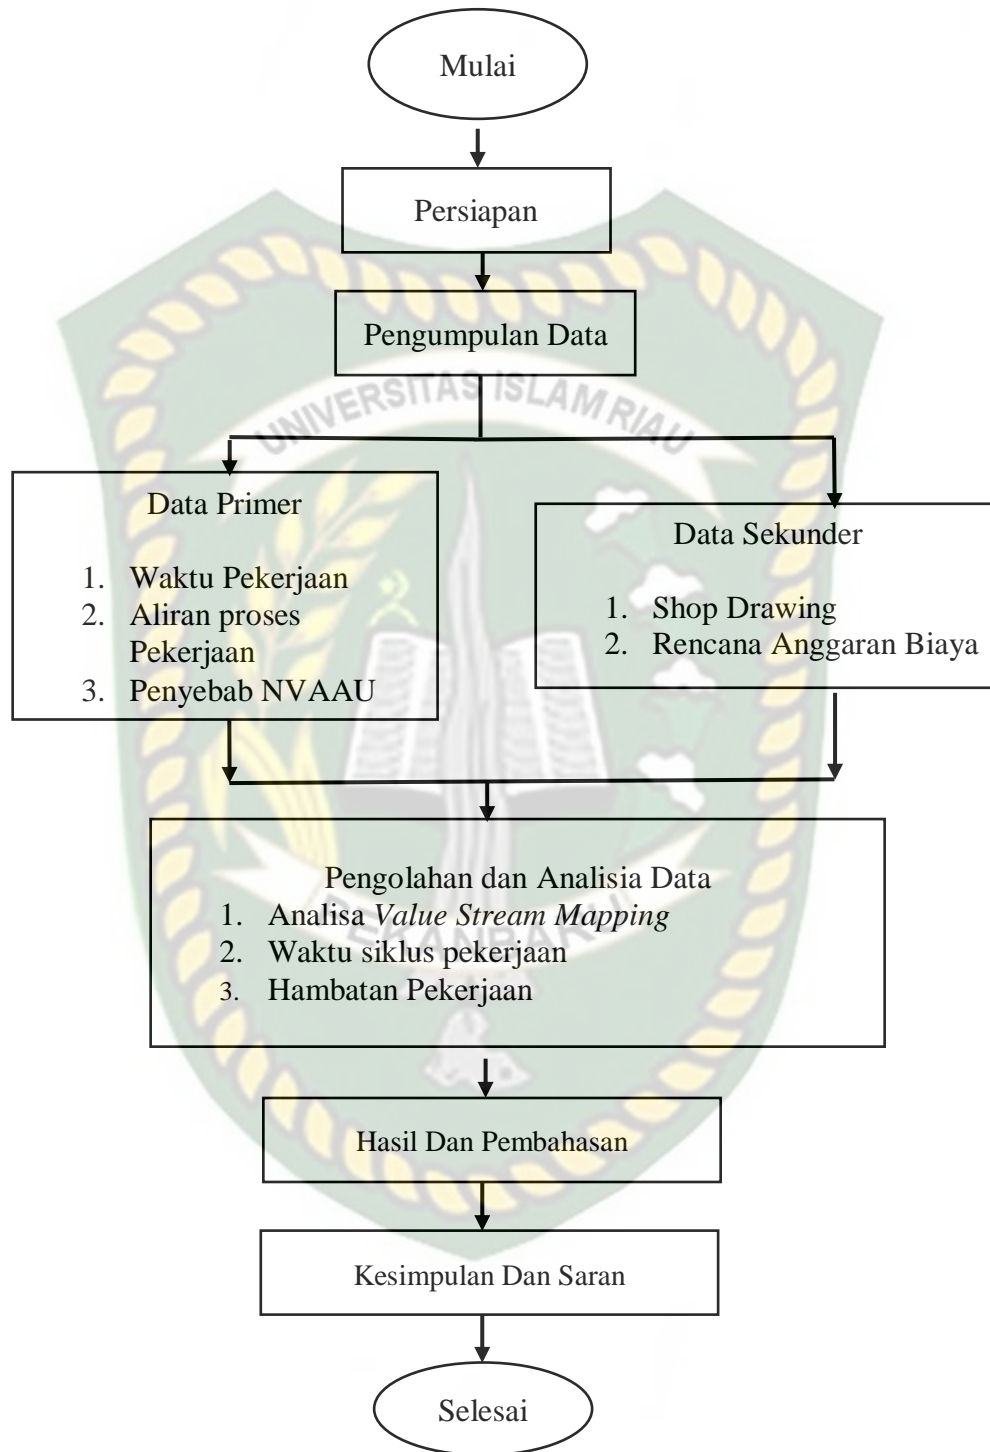 Mulai
Persiapan
Pengumpulan Data
UNIVERSITAS ISLAM RIAU
Data Primer
1. Waktu Pekerjaan
2. Aliran proses
Pekerjaan
3. Penyebab NVAAU
Data Sekunder
1. Shop Drawing
2. Rencana Anggaran Biaya
Pengolahan dan Analisia Data
1. Analisa Value Stream Mapping
2. Waktu siklus pekerjaan
3. Hambatan Pekerjaan
PEKANBARU
Hasil Dan Pembahasan
Kesimpulan Dan Saran
Selesai